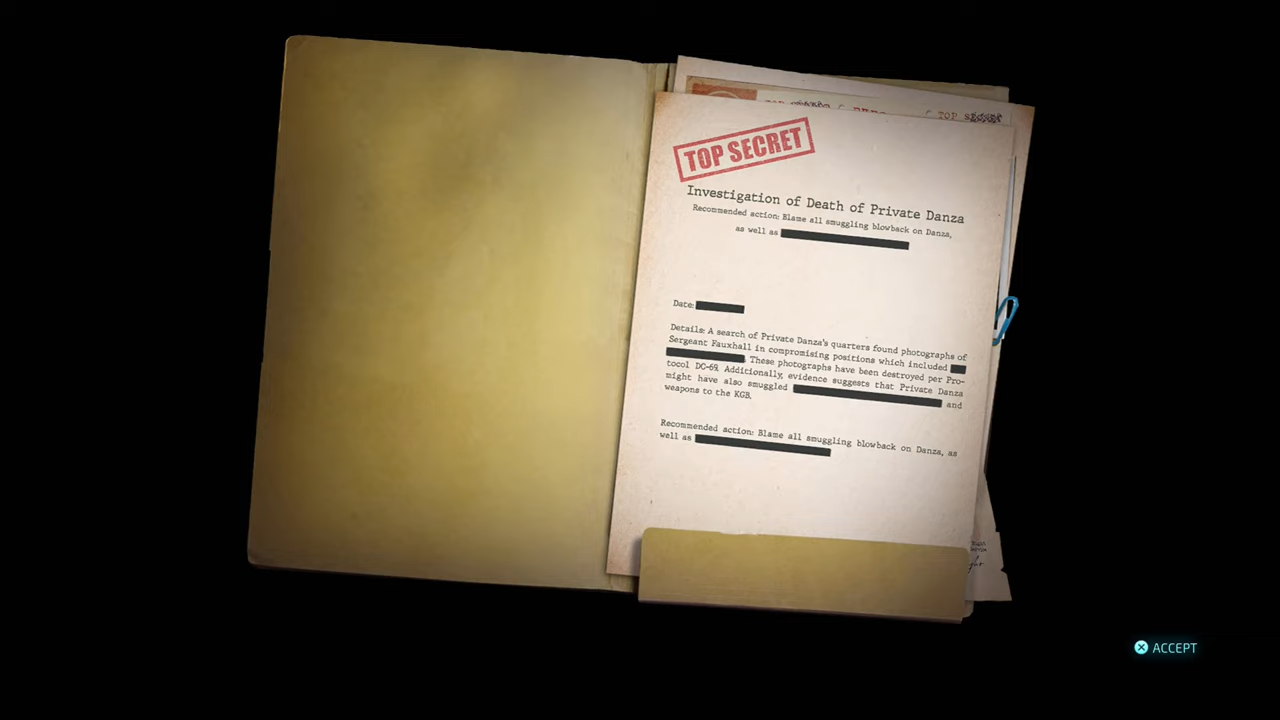 TOP SECRET
TOP SECRET
Investigation of Death of Private Danza
Recommended action: Blame all smuggling blowback on Danza,
as well as
Date:
Details: A search of Private Danza's quarters found photographs of
Sergeant Fauxhall in compromising positions which included
. These photographs have been destroyed per Pro-
tocol DC-69. Additionally, evidence suggests that Private Danza
might have also smuggled and
weapons to the KGB.
Recommended action: Blame all smuggling blowback on Danza, as
well as
ACCEPT